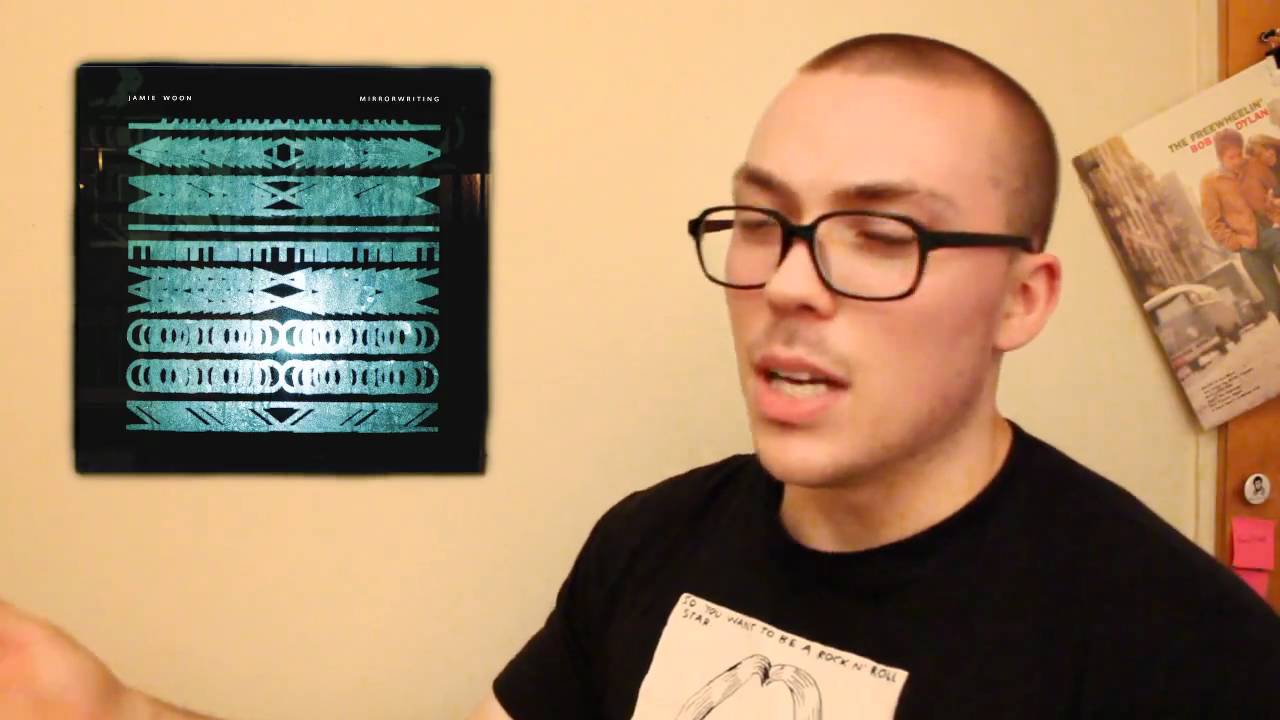 JAMIE WOON
MIRRORWRITING
THE FREEWHEELIN'
BOB DYLAN
SO YOU WANT TO BE A ROCK N' ROLL
STAR